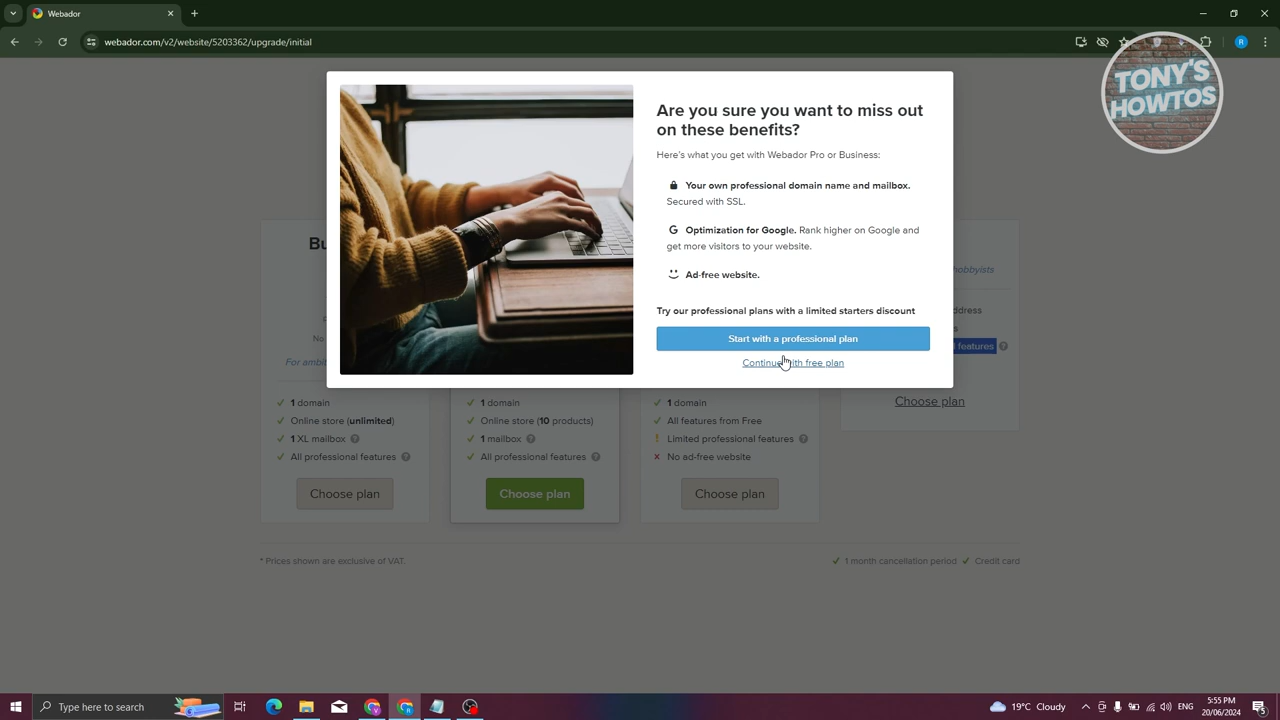 Webador
webador.com/v2/website/5203362/upgrade/initial
R
TONY'S
HOWTOS
Are you sure you want to miss out
on these benefits?
Here's what you get with Webador Pro or Business:
Your own professional domain name and mailbox.
Secured with SSL.
G Optimization for Google. Rank higher on Google and
get more visitors to your website.
Ad-free website.
Try our professional plans with a limited starters discount
Start with a professional plan
Continue with free plan
Bu
No
For ambit
hobbyists
ddress
s
l features ?
Choose plan
1 domain
Online store (unlimited)
1 XL mailbox ?
All professional features ?
Choose plan
1 domain
Online store (10 products)
1 mailbox ?
All professional features ?
Choose plan
1 domain
All features from Free
! Limited professional features ?
No ad-free website
Choose plan
* Prices shown are exclusive of VAT.
1 month cancellation period
Credit card
Type here to search
19°C Cloudy
ENG
5:55 PM
20/06/2024